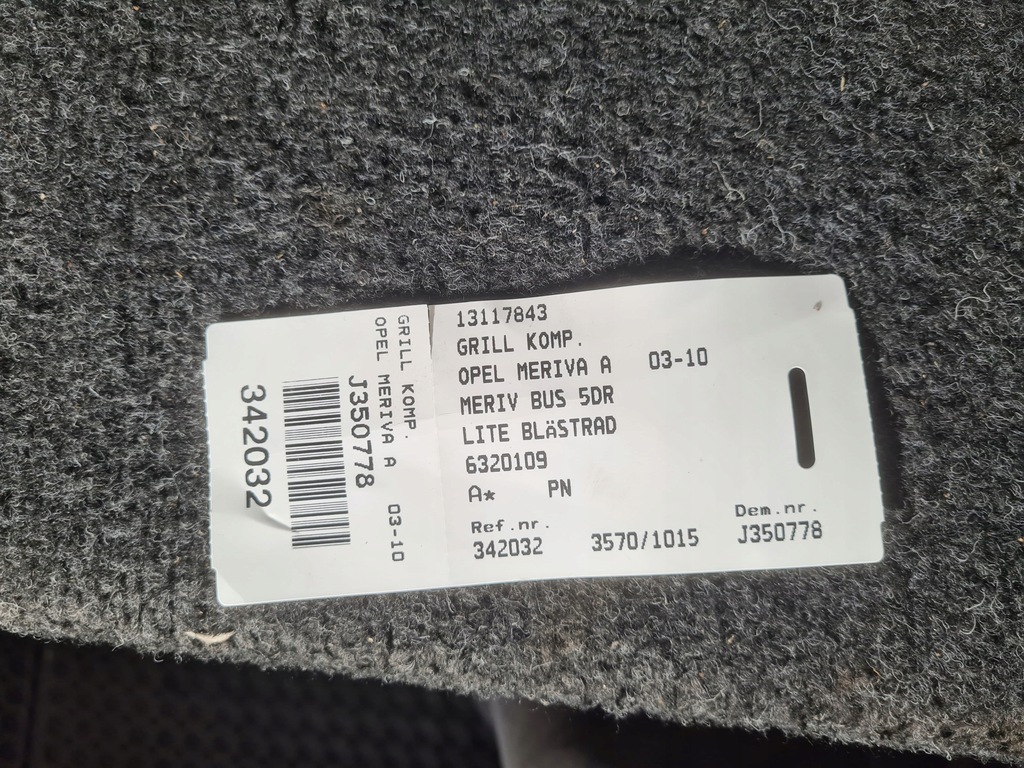 13117843
GRILL KOMP.
OPEL MERIVA A 03-10
MERIV BUS 5DR
LITE BLÄSTRAD
6320109
A* PN
Ref.nr. Dem.nr.
342032 3570/1015 J350778
GRILL KOMP.
OPEL MERIVA A 03-10
J350778
342032